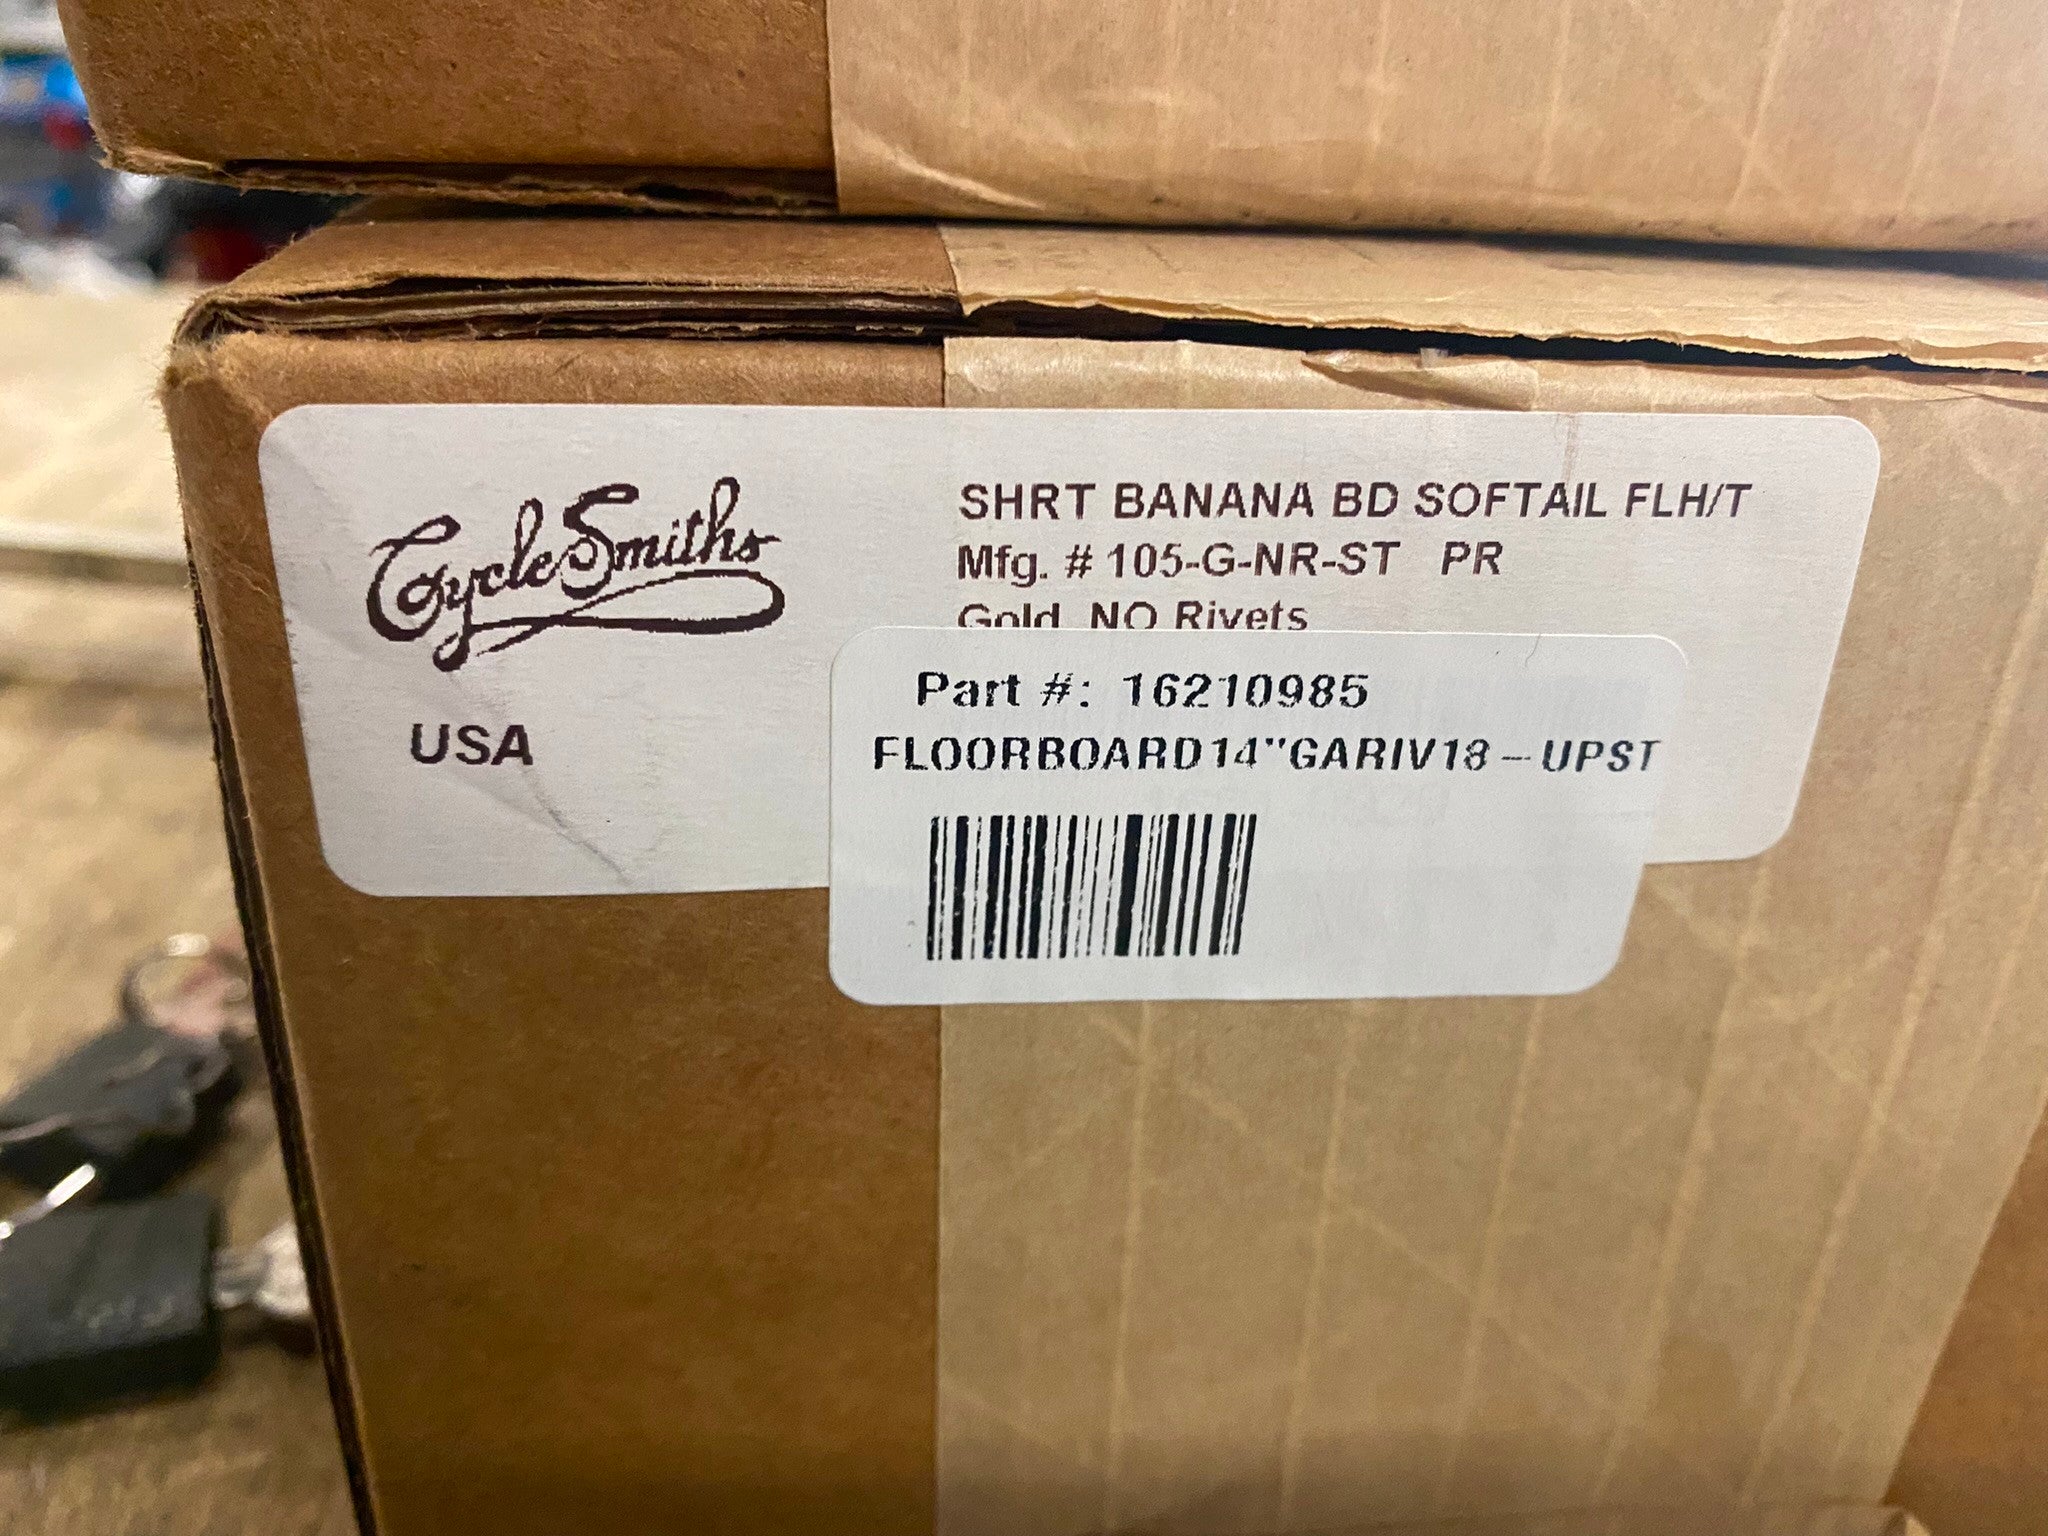 CycleSmiths
USA
SHRT BANANA BD SOFTAIL FLH/T
Mfg. # 105-G-NR-ST PR
Gold NO Rivets
Part #: 16210985
FLOORBOARD14"GARIV18-UPST